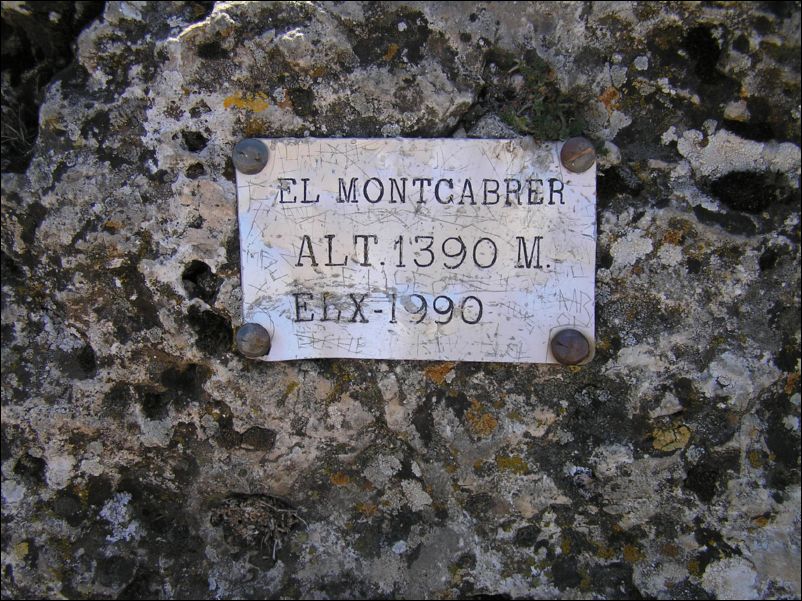 EL MONTCABRER
ALT. 1390 M.
ELX-1990